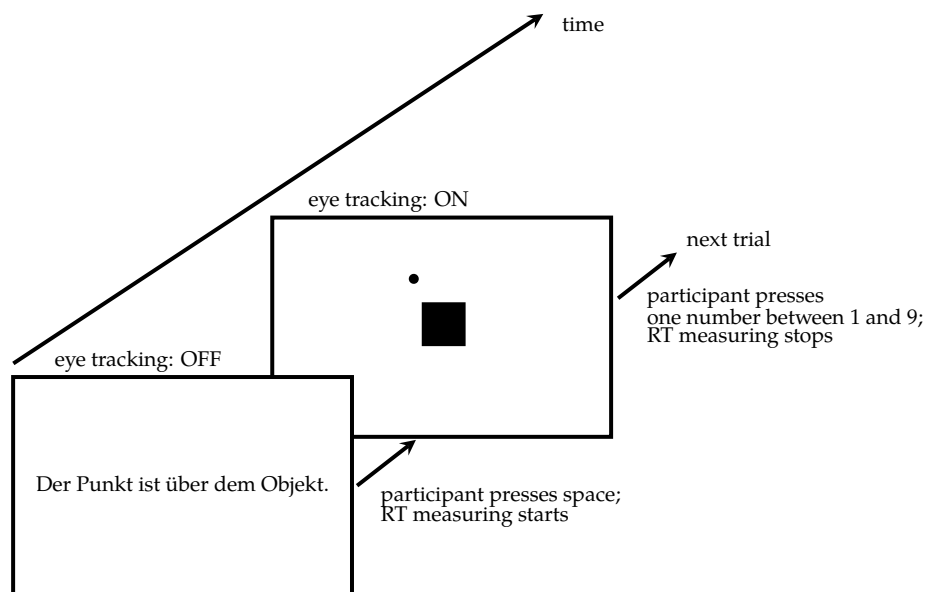 time
eye tracking: ON
next trial
participant presses
one number between 1 and 9;
RT measuring stops
eye tracking: OFF
Der Punkt ist über dem Objekt.
participant presses space;
RT measuring starts